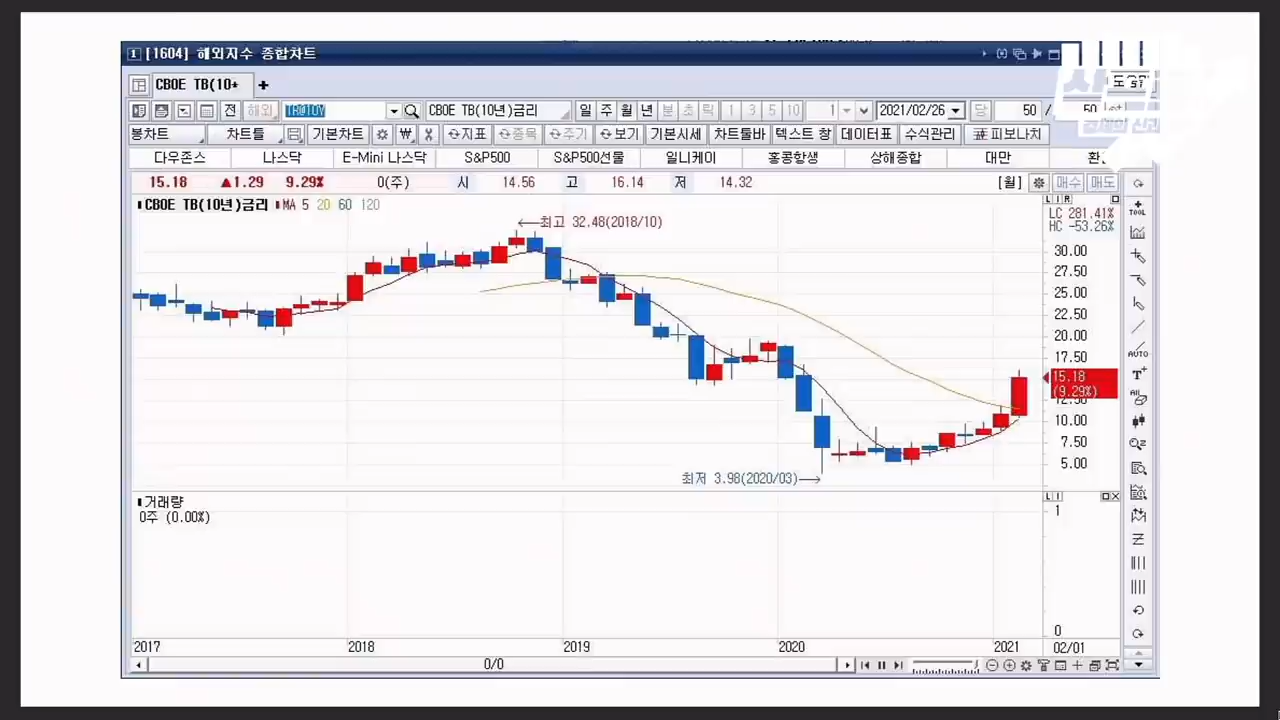 1 [1604] 해외지수 종합차트
CBOE TB(10* +
전 해외 TB@10Y CBOE TB(10년)금리 일 주 월 년 분 초 틱 1 3 5 10 1 2021/02/26 당 50 / 50
봉차트 차트틀 기본차트 지표 종목 주기 보기 기본시세 차트툴바 텍스트 창 데이터표 수식관리 피보나치
다우존스 나스닥 E-Mini 나스닥 S&P500 S&P500선물 일니케이 홍콩항생 상해종합 대만
15.18 ▲1.29 9.29% 0(주) 시 14.56 고 16.14 저 14.32 [월] 매수 매도
CBOE TB(10년)금리 MA 5 20 60 120
L I R
TOOL
LC 281.41%
HC -53.26%
←최고 32.48(2018/10)
30.00
27.50
25.00
22.50
20.00
17.50
AUTO
15.18
(9.29%)
12.50
10.00
7.50
5.00
최저 3.98(2020/03)→
거래량
0주 (0.00%)
L I
1
0
2017 2018 2019 2020 2021 02/01
0/0